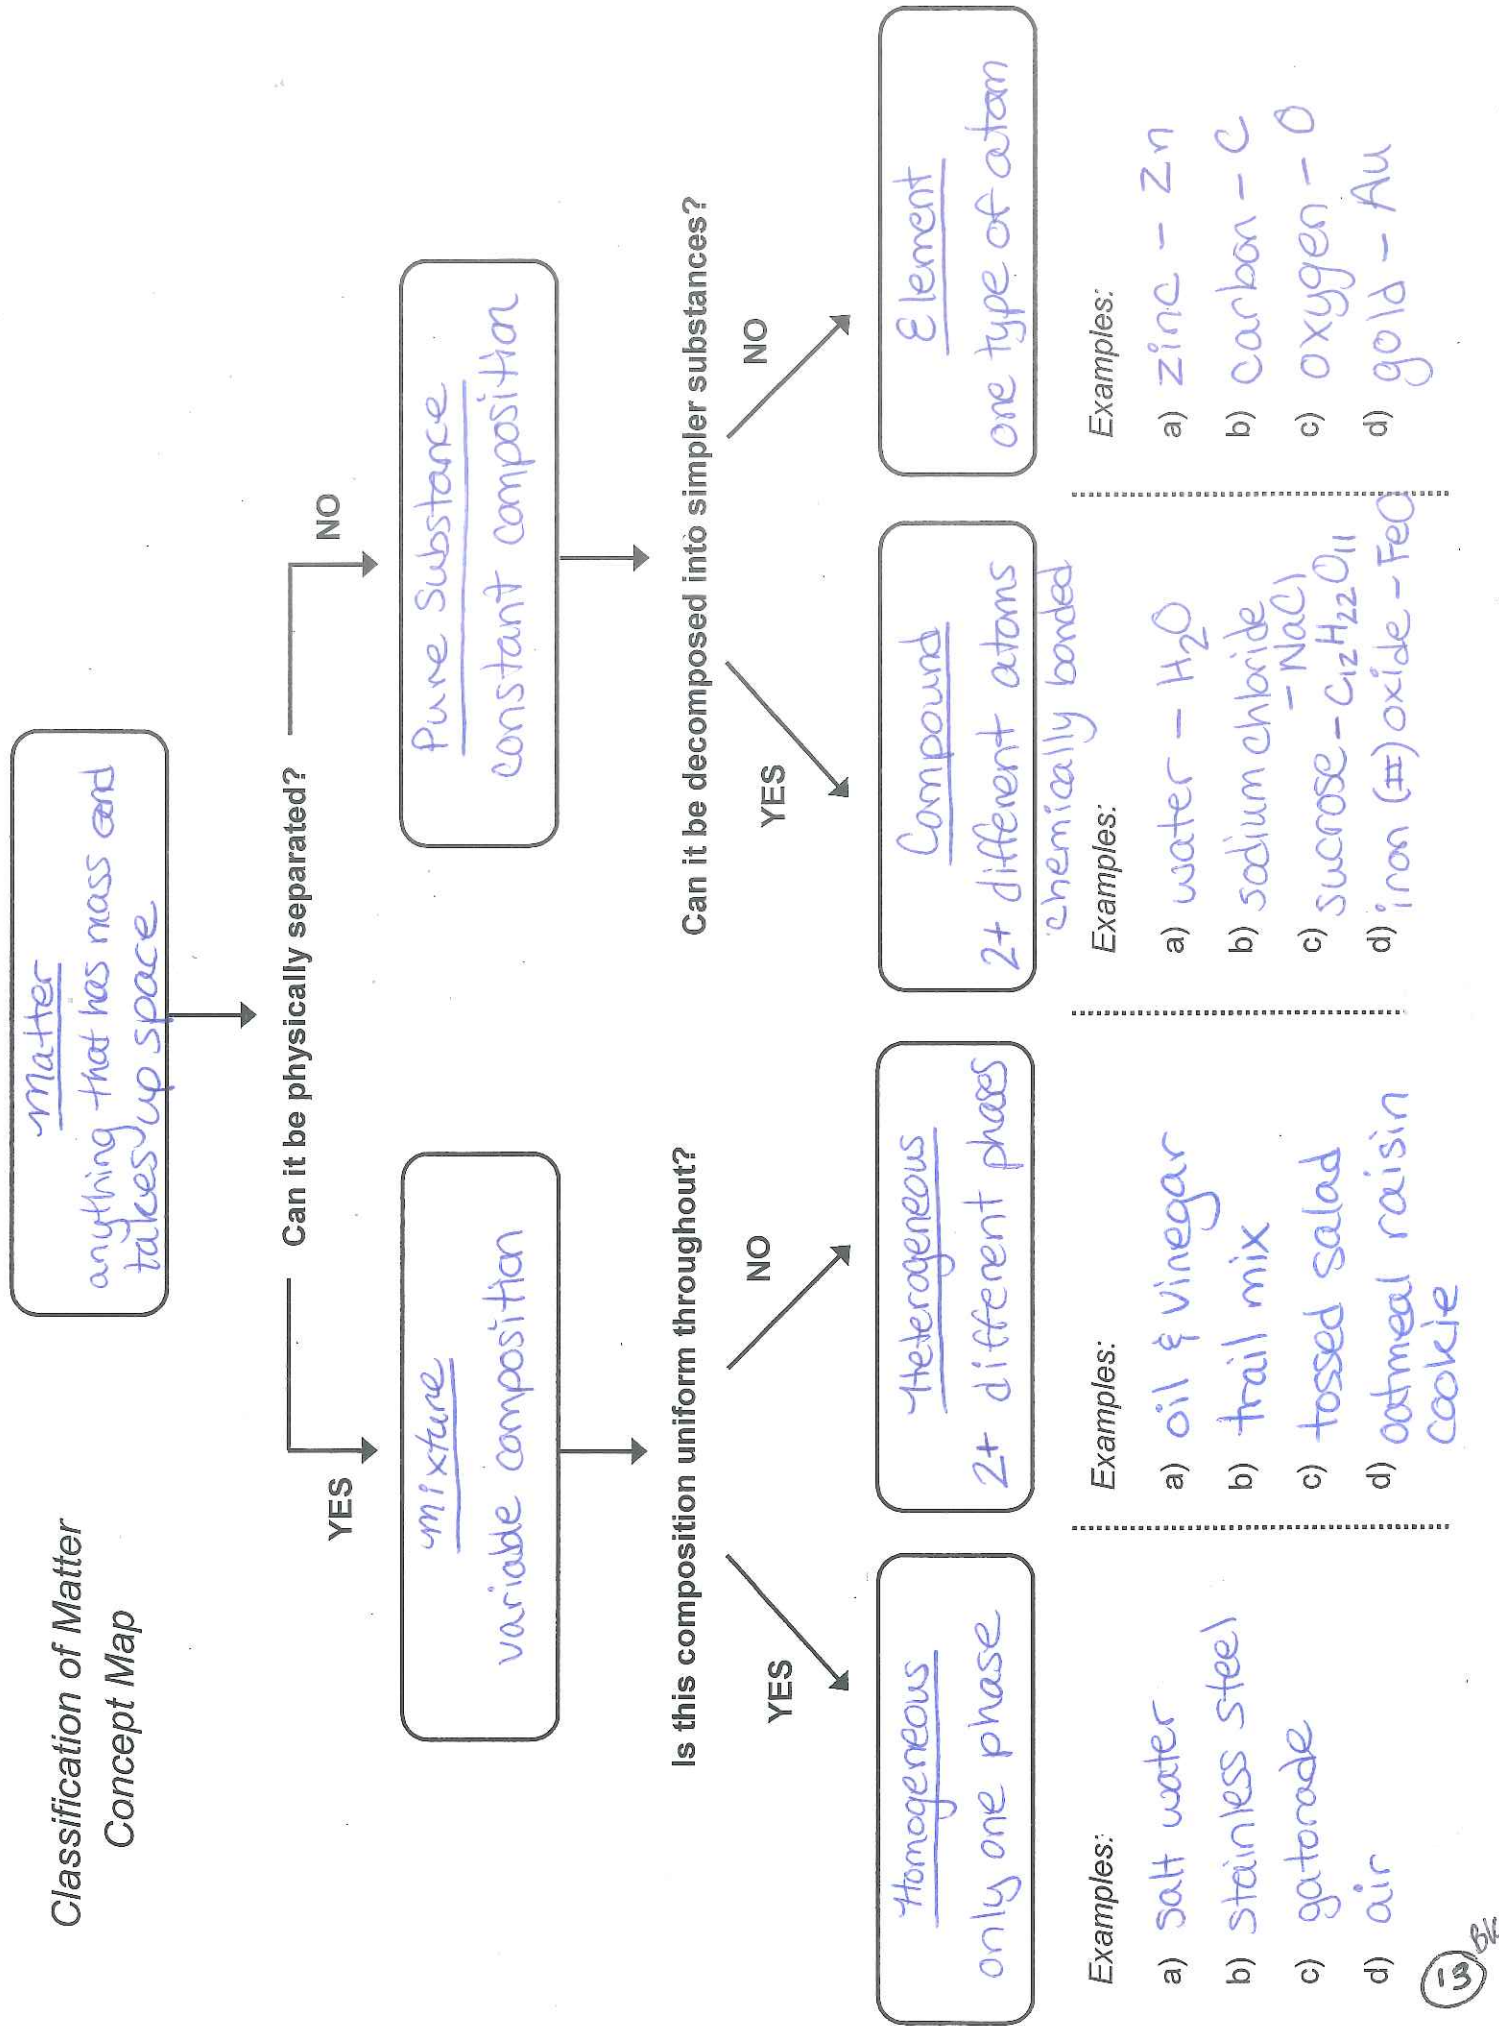 Classification of Matter
Concept Map
Matter
anything that has mass and
takes up space
Can it be physically separated?
YES
NO
Mixture
variable composition
Pure Substance
constant composition
Is this composition uniform throughout?
Can it be decomposed into simpler substances?
YES
NO
YES
NO
Homogeneous
only one phase
Heterogeneous
2+ different phases
Compound
2+ different atoms
chemically bonded
Element
one type of atom
Examples:
a) salt water
b) stainless steel
c) gatorade
d) air
Examples:
a) oil & vinegar
b) trail mix
c) tossed salad
d) oatmeal raisin
cookie
Examples:
a) water - H₂O
b) sodium chloride
- NaCl
c) sucrose - C₁₂H₂₂O₁₁
d) iron (II) oxide - FeO
Examples:
a) zinc - Zn
b) carbon - C
c) oxygen - O
d) gold - Au
13